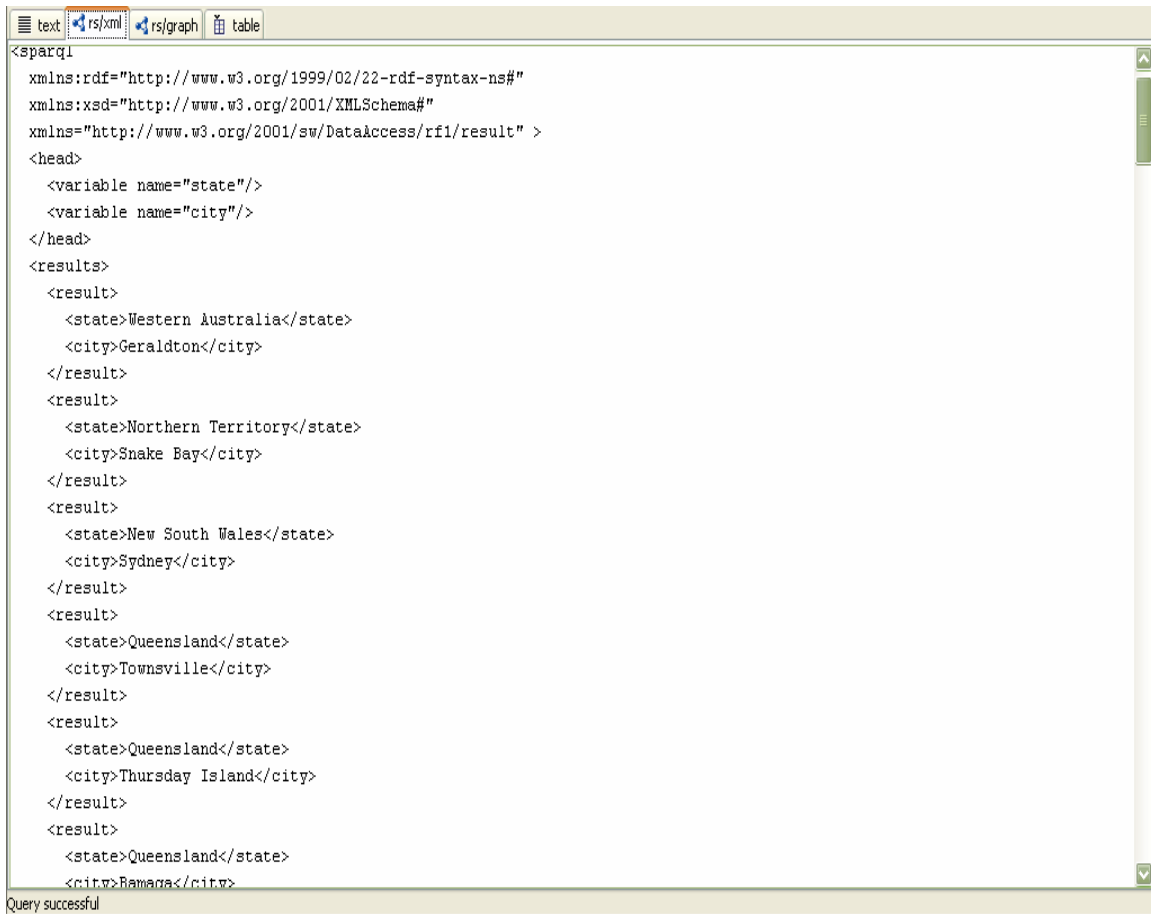 text rs/xml rs/graph table
<sparql
xmlns:rdf="http://www.w3.org/1999/02/22-rdf-syntax-ns#"
xmlns:xsd="http://www.w3.org/2001/XMLSchema#"
xmlns="http://www.w3.org/2001/sw/DataAccess/rf1/result" >
<head>
<variable name="state"/>
<variable name="city"/>
</head>
<results>
<result>
<state>Western Australia</state>
<city>Geraldton</city>
</result>
<result>
<state>Northern Territory</state>
<city>Snake Bay</city>
</result>
<result>
<state>New South Wales</state>
<city>Sydney</city>
</result>
<result>
<state>Queensland</state>
<city>Townsville</city>
</result>
<result>
<state>Queensland</state>
<city>Thursday Island</city>
</result>
<result>
<state>Queensland</state>
<city>Bamaga</city>
Query successful